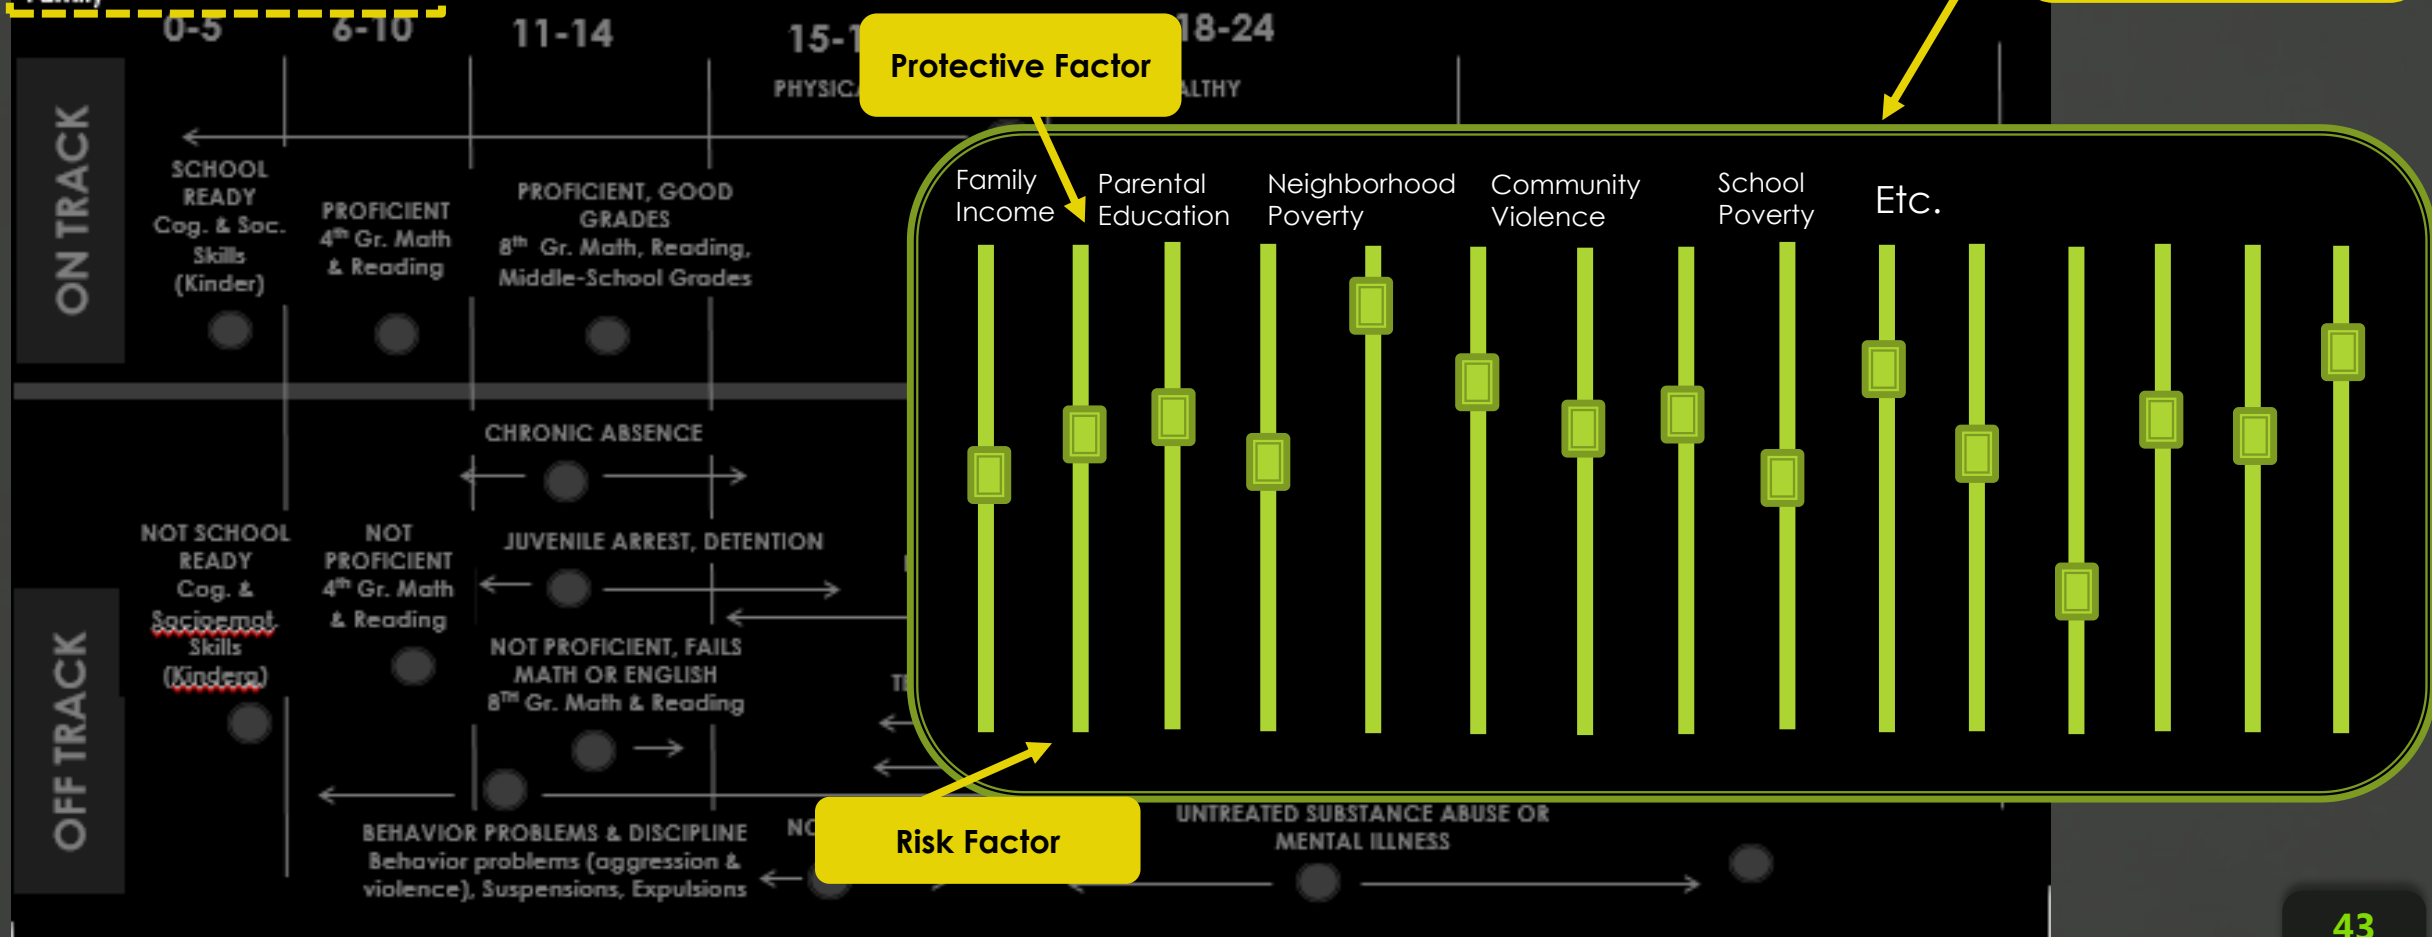 0-5
6-10
11-14
18-24
Protective Factor
ON TRACK
SCHOOL
READY
Cog. & Soc.
Skills
(Kinder)
PROFICIENT
4th Gr. Math
& Reading
PROFICIENT, GOOD
GRADES
8th Gr. Math, Reading,
Middle-School Grades
Family
Income
Parental
Education
Neighborhood
Poverty
Community
Violence
School
Poverty
Etc.
OFF TRACK
CHRONIC ABSENCE
NOT SCHOOL
READY
Cog. &
Socioemot.
Skills
(Kinderg)
NOT
PROFICIENT
4th Gr. Math
& Reading
JUVENILE ARREST, DETENTION
NOT PROFICIENT, FAILS
MATH OR ENGLISH
8TH Gr. Math & Reading
BEHAVIOR PROBLEMS & DISCIPLINE
Behavior problems (aggression &
violence), Suspensions, Expulsions
Risk Factor
UNTREATED SUBSTANCE ABUSE OR
MENTAL ILLNESS
43